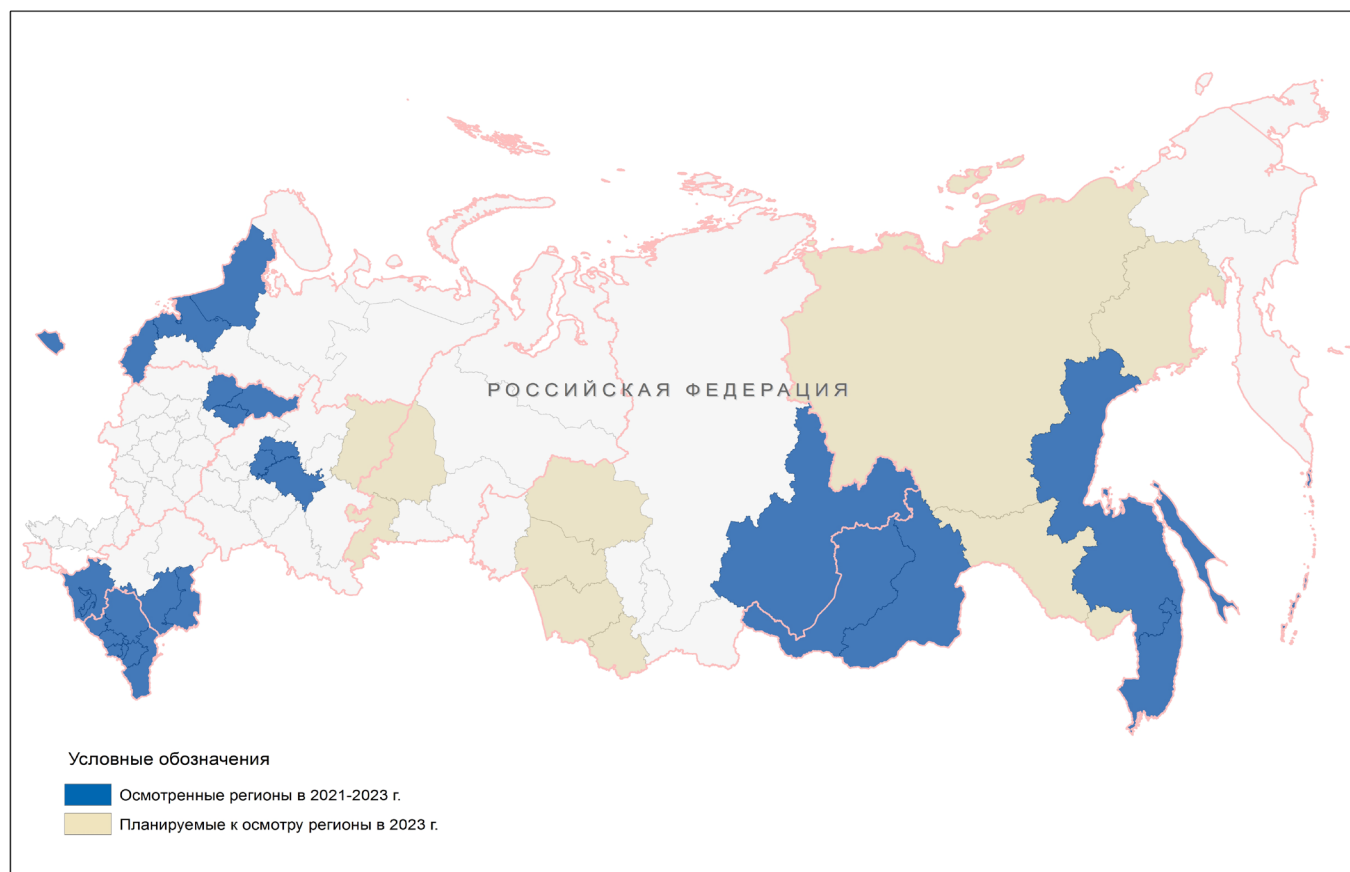 РОССИЙСКАЯ ФЕДЕРАЦИЯ
Условные обозначения
Осмотренные регионы в 2021-2023 г.
Планируемые к осмотру регионы в 2023 г.